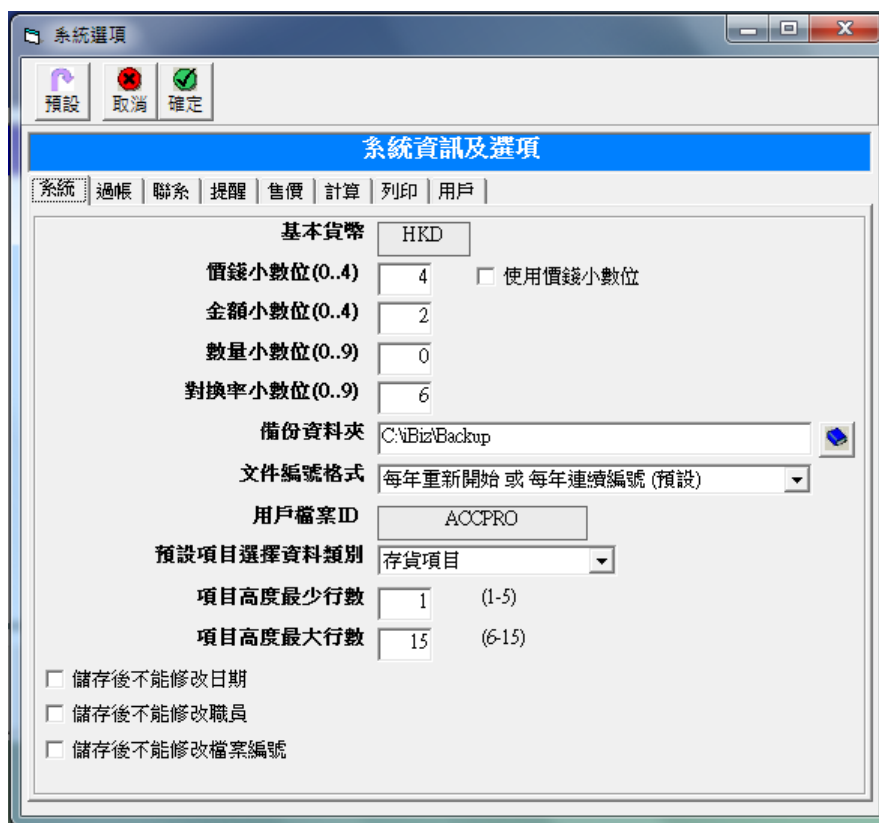 系統選項
預設 取消 確定
系統資訊及選項
系統 過帳 聯系 提醒 售價 計算 列印 用戶
基本貨幣 HKD
價錢小數位(0..4) 4 使用價錢小數位
金額小數位(0..4) 2
數量小數位(0..9) 0
對換率小數位(0..9) 6
備份資料夾 C:\iBiz\Backup
文件編號格式 每年重新開始 或 每年連續編號 (預設)
用戶檔案ID ACCPRO
預設項目選擇資料類別 存貨項目
項目高度最少行數 1 (1-5)
項目高度最大行數 15 (6-15)
儲存後不能修改日期
儲存後不能修改職員
儲存後不能修改檔案編號